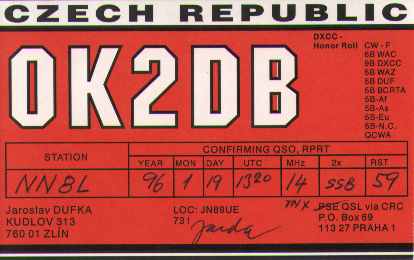 CZECH REPUBLIC
DXCC -
Honor Roll
CW - F
5B WAC
9B DXCC
5B WAZ
5B DUF
5B BCRTA
5B-Af
5B-As
5B-Eu
5B-N.C.
QCWA
OK2DB
CONFIRMING QSO, RPRT
STATION YEAR MON DAY UTC MHz 2x RST
NN8L 96 1 19 1320 14 SSB 59
Jaroslav DUFKA
KUDLOV 313
760 01 ZLÍN
LOC: JN89UE
731
Jarda
TNX PSE QSL via CRC
P.O. Box 69
113 27 PRAHA 1